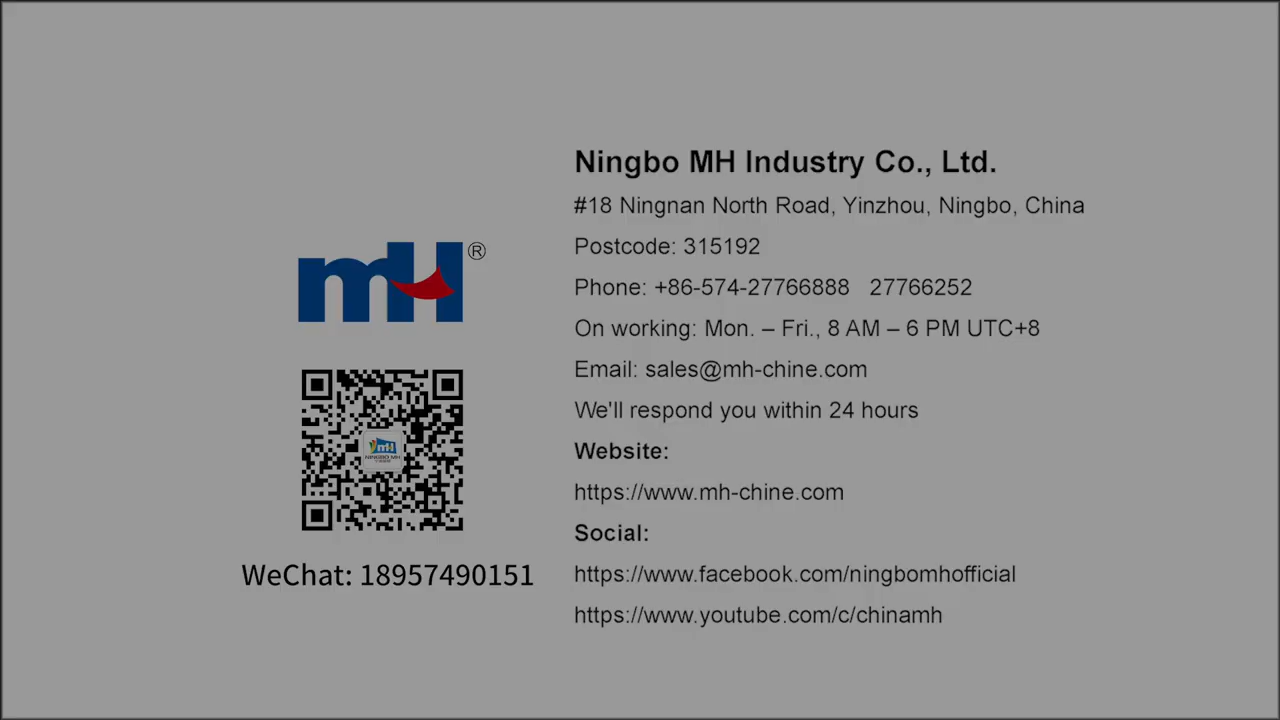 mH®
NINGBO MH
WeChat: 18957490151
Ningbo MH Industry Co., Ltd.
#18 Ningnan North Road, Yinzhou, Ningbo, China
Postcode: 315192
Phone: +86-574-27766888 27766252
On working: Mon. – Fri., 8 AM – 6 PM UTC+8
Email: sales@mh-chine.com
We'll respond you within 24 hours
Website:
https://www.mh-chine.com
Social:
https://www.facebook.com/ningbomhofficial
https://www.youtube.com/c/chinamh